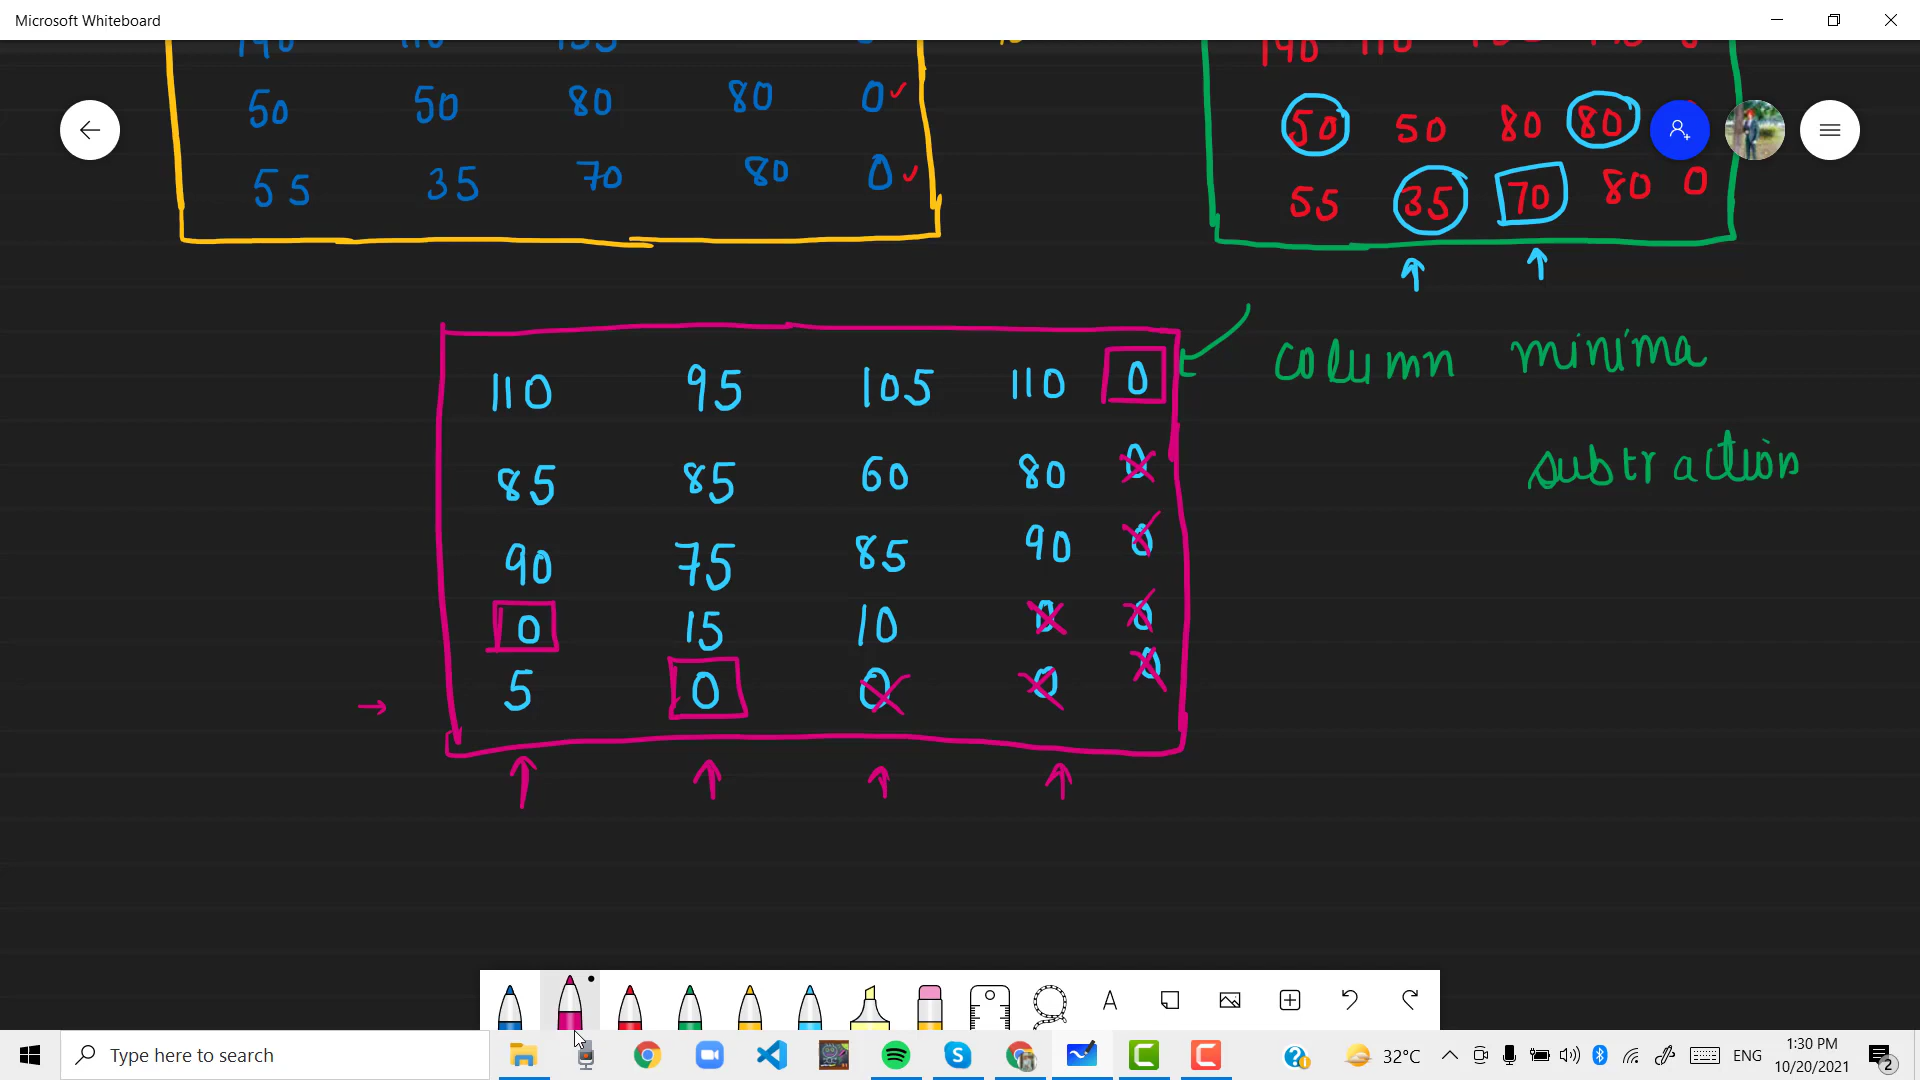 Microsoft Whiteboard
50 50 80 80 0
55 35 70 80 0
50 50 80 80
55 35 70 80 0
110 95 105 110 0
85 85 60 80 0
90 75 85 90 0
0 15 10 0 0
5 0 0 0 0
column minima
subtraction
Type here to search
32°C
ENG
1:30 PM
10/20/2021
2